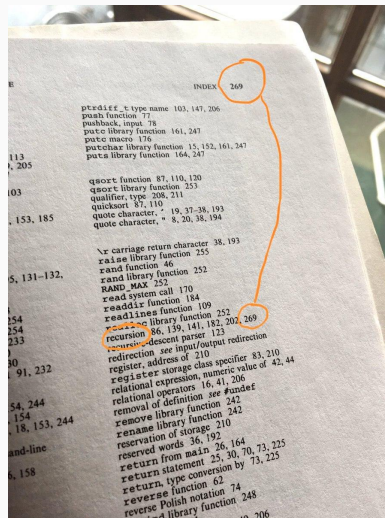 E
INDEX 269
113
, 205
103
, 153, 185
5, 131-132,
254
254
233
91, 232
54, 244
154
18, 153, 244
and-line
6, 158
ptrdiff_t type name 103, 147, 206
push function 77
pushback, input 78
putc library function 161, 247
putc macro 176
putchar library function 15, 152, 161, 247
puts library function 164, 247
qsort function 87, 110, 120
qsort library function 253
qualifier, type 208, 211
quicksort 87, 110
quote character, ' 19, 37-38, 193
quote character, " 8, 20, 38, 194
\r carriage return character 38, 193
raise library function 255
rand function 46
rand library function 252
RAND_MAX 252
read system call 170
readdir function 184
readlines function 109
library function 252
recursion 86, 139, 141, 182, 202, 269
recursive-descent parser 123
redirection see input/output redirection
register, address of 210
register storage class specifier 83, 210
relational expression, numeric value of 42, 44
relational operators 16, 41, 206
removal of definition see #undef
remove library function 242
rename library function 242
reservation of storage 210
reserved words 36, 192
return from main 26, 164
return statement 25, 30, 70, 73, 225
return, type conversion by 73, 225
reverse function 62
reverse Polish notation 74
library function 248
206